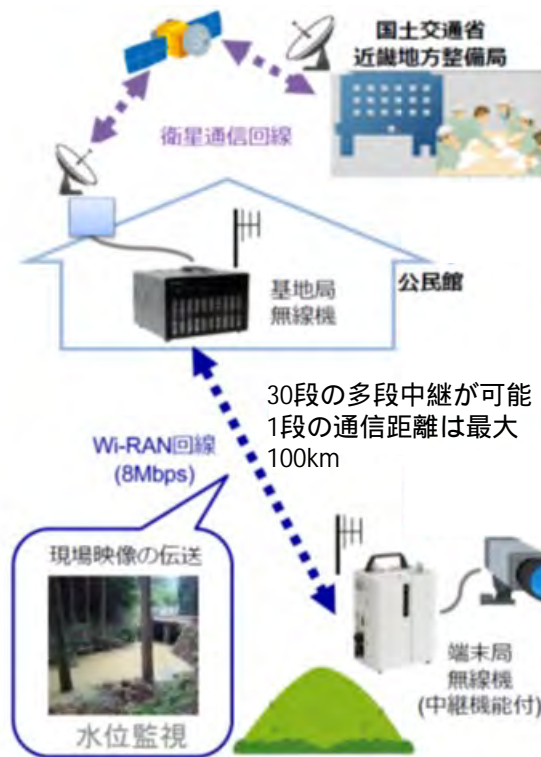 国土交通省
近畿地方整備局
衛星通信回線
公民館
基地局
無線機
30段の多段中継が可能
1段の通信距離は最大
100km
Wi-RAN回線
(8Mbps)
現場映像の伝送
水位監視
端末局
無線機
(中継機能付)